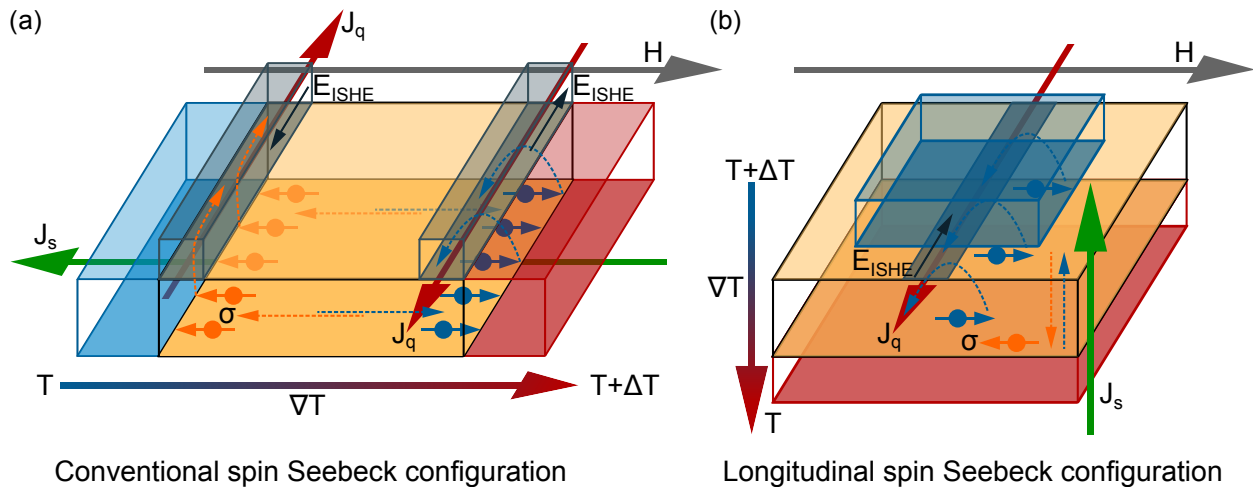 (a)
J_q
H
E_ISHE
E_ISHE
J_s
σ
J_q
T
∇T
T+ΔT
Conventional spin Seebeck configuration
(b)
H
T+ΔT
E_ISHE
∇T
J_q
σ
J_s
T
Longitudinal spin Seebeck configuration